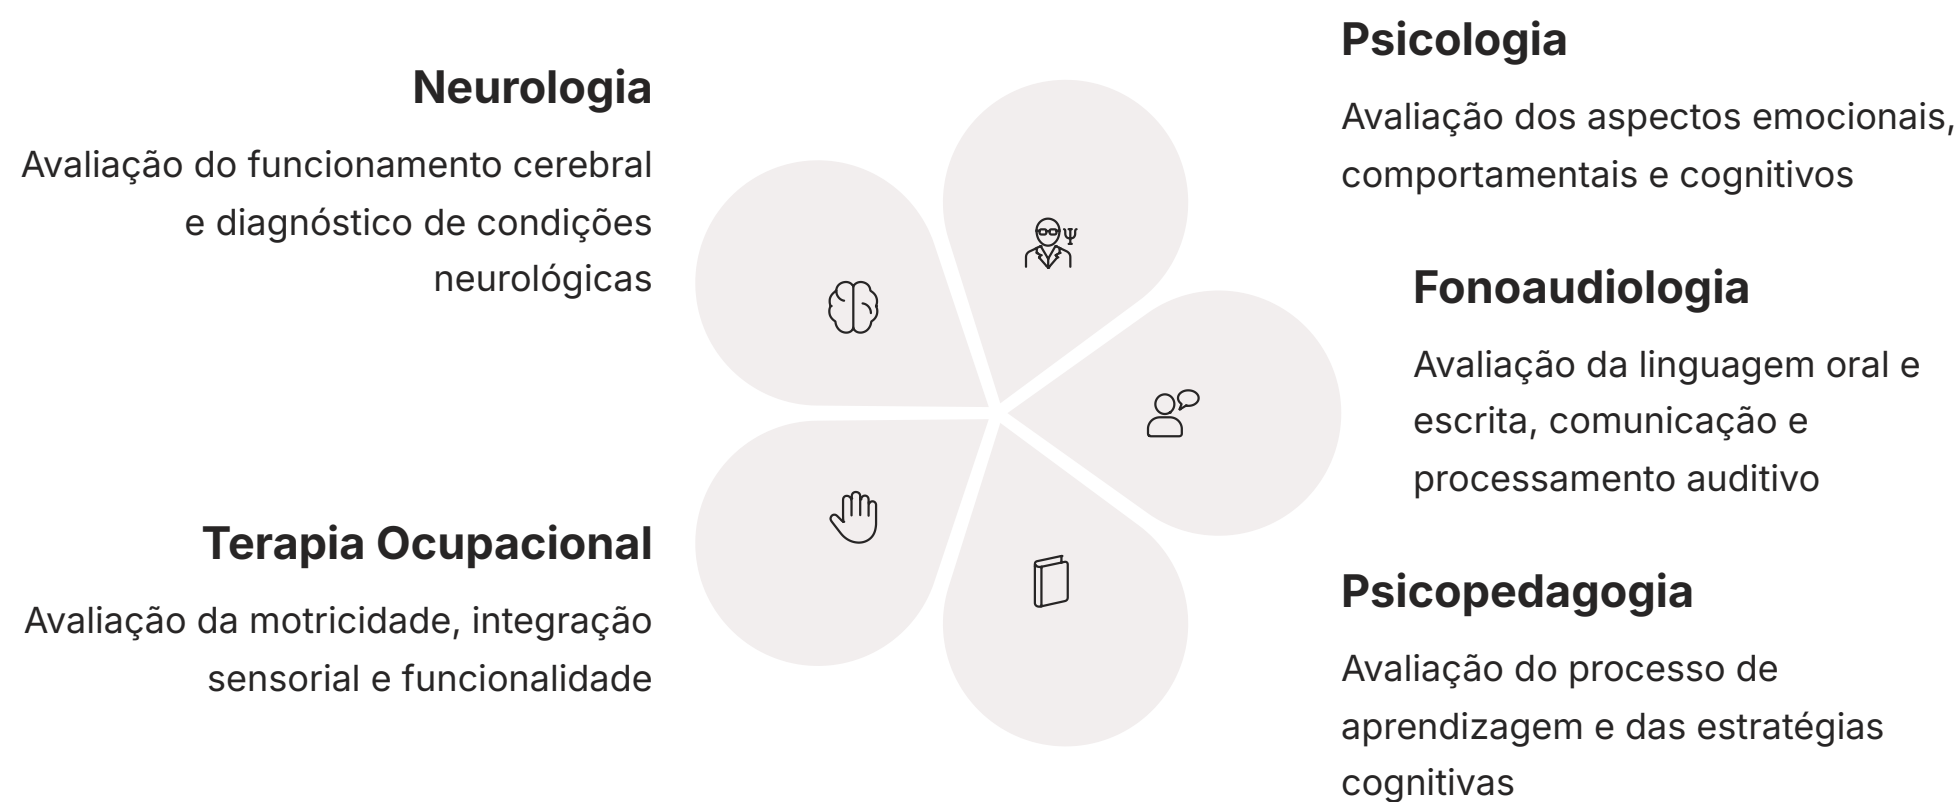 Neurologia
Avaliação do funcionamento cerebral
e diagnóstico de condições
neurológicas
Terapia Ocupacional
Avaliação da motricidade, integração
sensorial e funcionalidade
Ψ
Psicologia
Avaliação dos aspectos emocionais,
comportamentais e cognitivos
Fonoaudiologia
Avaliação da linguagem oral e
escrita, comunicação e
processamento auditivo
Psicopedagogia
Avaliação do processo de
aprendizagem e das estratégias
cognitivas